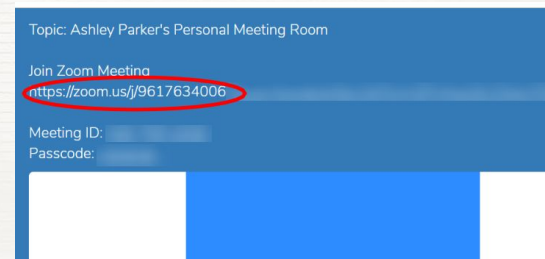 Topic: Ashley Parker's Personal Meeting Room
Join Zoom Meeting
https://zoom.us/j/9617634006
Meeting ID:
Passcode: